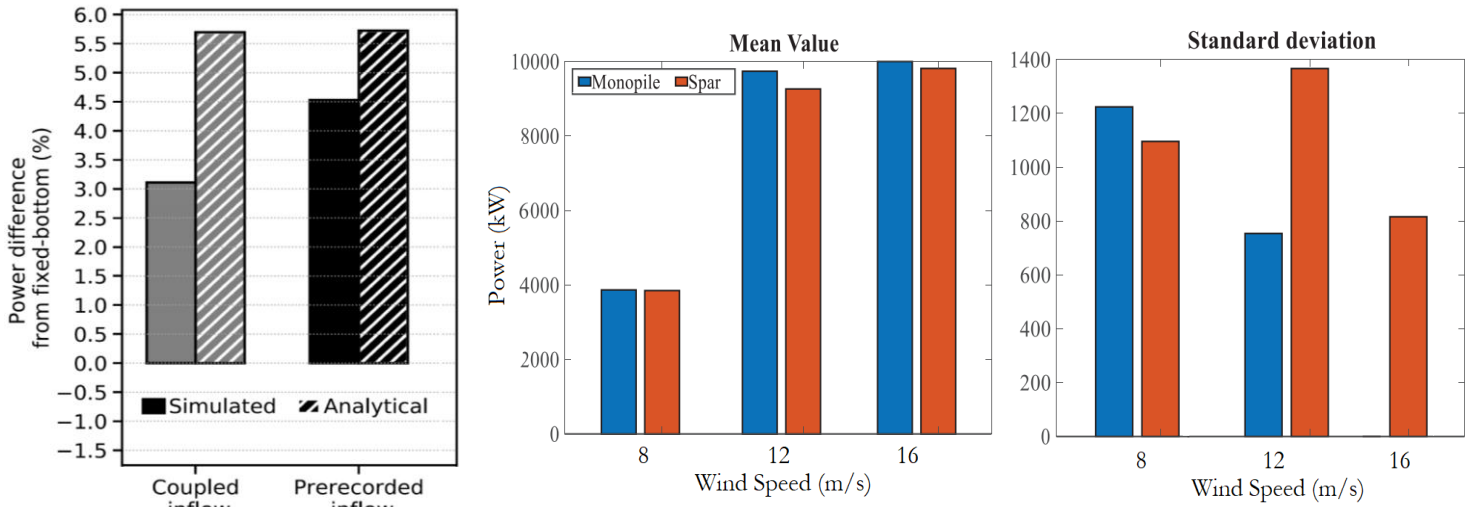 Power difference
from fixed-bottom (%)
6.0
5.5
5.0
4.5
4.0
3.5
3.0
2.5
2.0
1.5
1.0
0.5
0.0
−0.5
−1.0
−1.5
Simulated
Analytical
Coupled
inflow
Prerecorded
inflow
Mean Value
Monopile
Spar
Power (kW)
10000
8000
6000
4000
2000
0
8
12
16
Wind Speed (m/s)
Standard deviation
1400
1200
1000
800
600
400
200
0
8
12
16
Wind Speed (m/s)